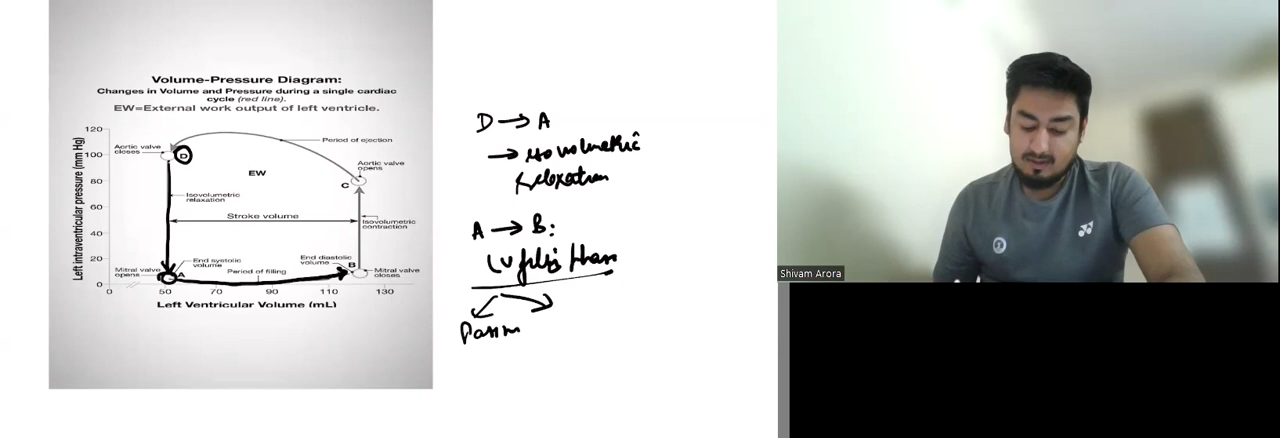 Volume-Pressure Diagram:
Changes in Volume and Pressure during a single cardiac
cycle (red line).
EW=External work output of left ventricle.
Left intraventricular pressure (mm Hg)
120
100
80
60
40
20
0
Aortic valve
closes
D
Period of ejection
EW
Aortic valve
opens
C
Isovolumetric
relaxation
Stroke volume
Isovolumetric
contraction
End systolic
volume
End diastolic
volume
B
Mitral valve
opens
A
Period of filling
Mitral valve
closes
0
50
70
90
110
130
Left Ventricular Volume (mL)
D → A
→ Isovolumetric
relaxation
A → B:
LV filling
Shivam Arora